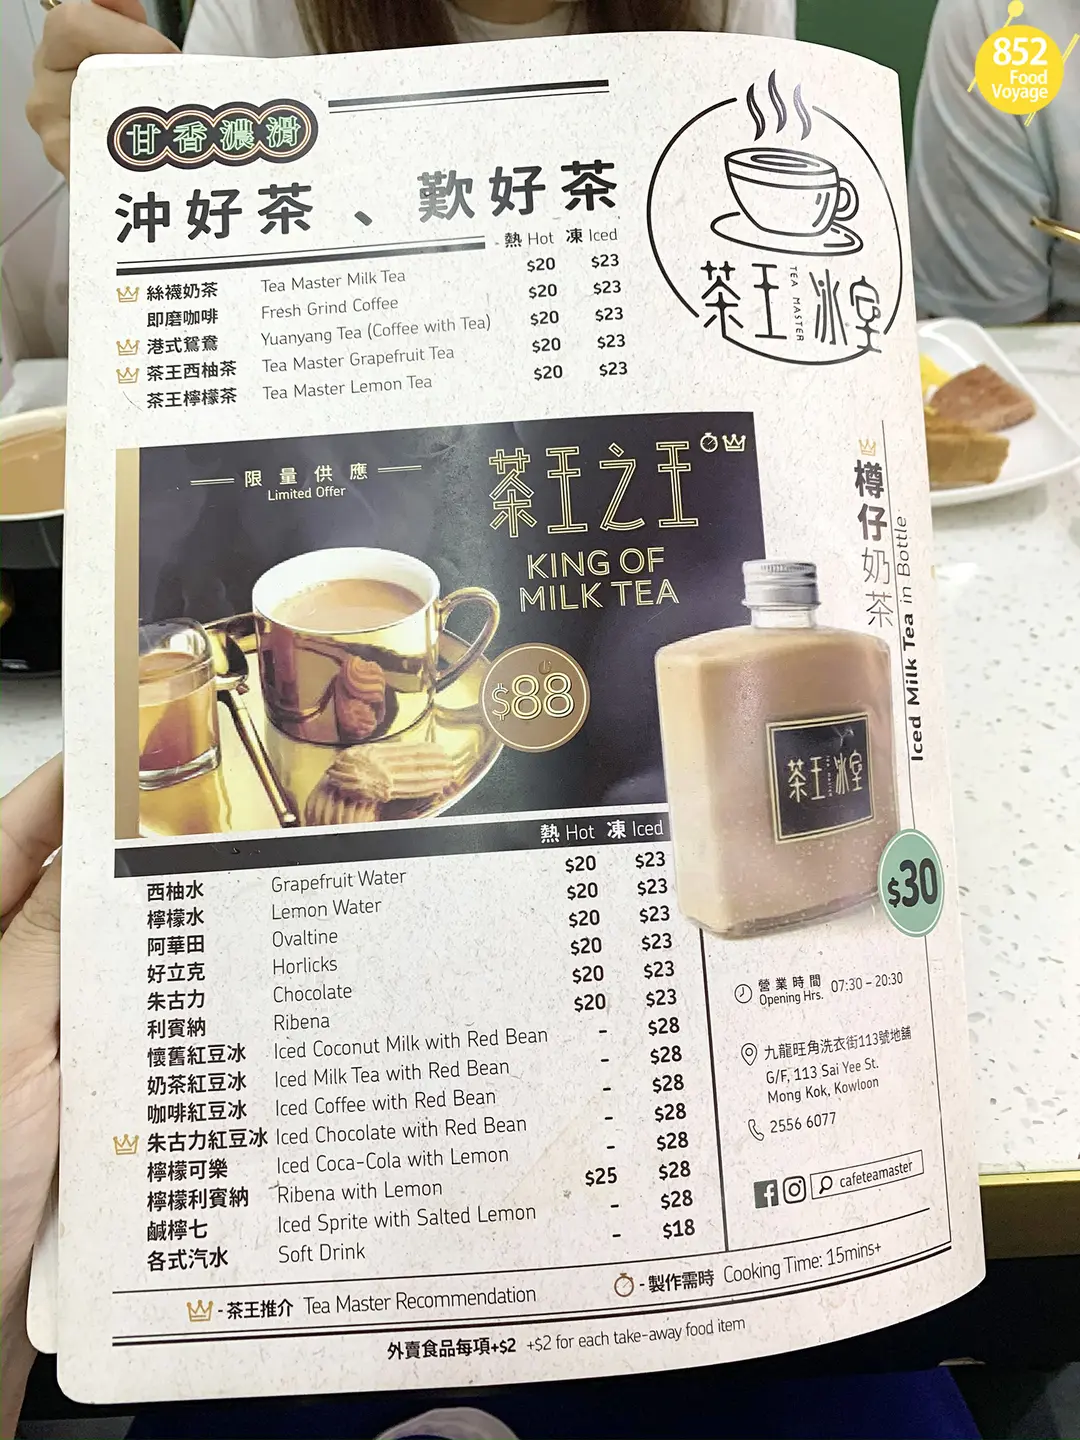 852
Food
Voyage
甘香濃滑
沖好茶、歎好茶
茶王冰室
TEA MASTER
- 熱 Hot 凍 Iced
絲襪奶茶 Tea Master Milk Tea $20 $23
即磨咖啡 Fresh Grind Coffee $20 $23
港式鴛鴦 Yuanyang Tea (Coffee with Tea) $20 $23
茶王西柚茶 Tea Master Grapefruit Tea $20 $23
茶王檸檬茶 Tea Master Lemon Tea $20 $23
限量供應
Limited Offer
茶王之王
KING OF
MILK TEA
$88
樽仔奶茶
Iced Milk Tea in Bottle
茶王冰室
$30
熱 Hot 凍 Iced
西柚水 Grapefruit Water $20 $23
檸檬水 Lemon Water $20 $23
阿華田 Ovaltine $20 $23
好立克 Horlicks $20 $23
朱古力 Chocolate $20 $23
利賓納 Ribena $20 $23
懷舊紅豆冰 Iced Coconut Milk with Red Bean - $28
奶茶紅豆冰 Iced Milk Tea with Red Bean - $28
咖啡紅豆冰 Iced Coffee with Red Bean - $28
朱古力紅豆冰 Iced Chocolate with Red Bean - $28
檸檬可樂 Iced Coca-Cola with Lemon - $28
檸檬利賓納 Ribena with Lemon $25 $28
鹹檸七 Iced Sprite with Salted Lemon - $28
各式汽水 Soft Drink - $18
營業時間 07:30 – 20:30
Opening Hrs.
九龍旺角洗衣街113號地舖
G/F, 113 Sai Yee St.
Mong Kok, Kowloon
2556 6077
cafeteamaster
- 茶王推介 Tea Master Recommendation
- 製作需時 Cooking Time: 15mins+
外賣食品每項+$2 +$2 for each take-away food item